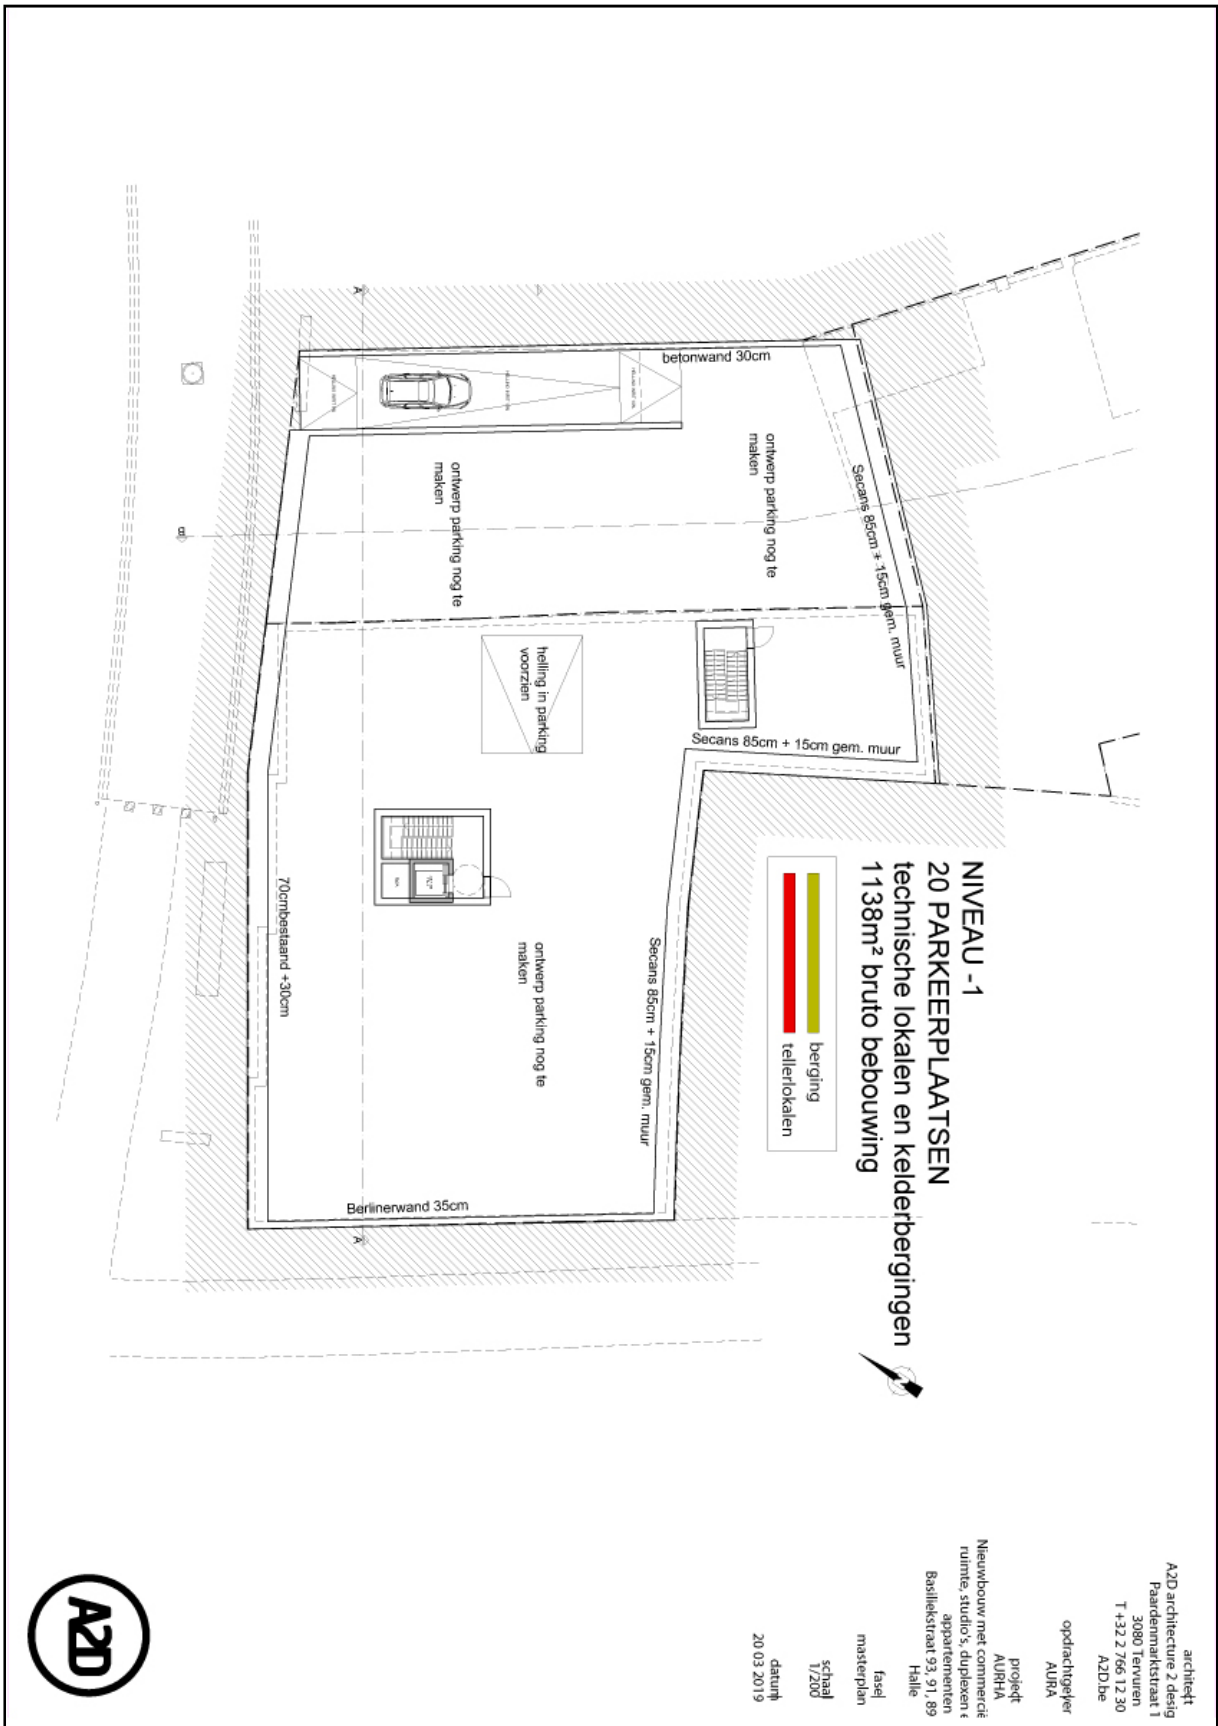 NIVEAU -1
20 PARKEERPLAATSEN
technische lokalen en kelderbergingen
1138m² bruto bebouwing
berging
tellerlokalen
betonwand 30cm
Secans 85cm + 15cm gem. muur
ontwerp parking nog te
maken
ontwerp parking nog te
maken
helling in parking
voorzien
Secans 85cm + 15cm gem. muur
Secans 85cm + 15cm gem. muur
ontwerp parking nog te
maken
70cmbestaand +30cm
Berlinerwand 35cm
A
A
B
architect
A2D architecture 2 desig
Paardenmarktstraat 1
3080 Tervuren
T +32 2 766 12 30
A2D.be
opdrachtgever
AURA
project
AURHA
Nieuwbouw met commercië
ruimte, studio's, duplexen e
appartementen
Basiliekstraat 93, 91, 89
Halle
fase
masterplan
schaal
1/200
datum
20 03 2019
A2D